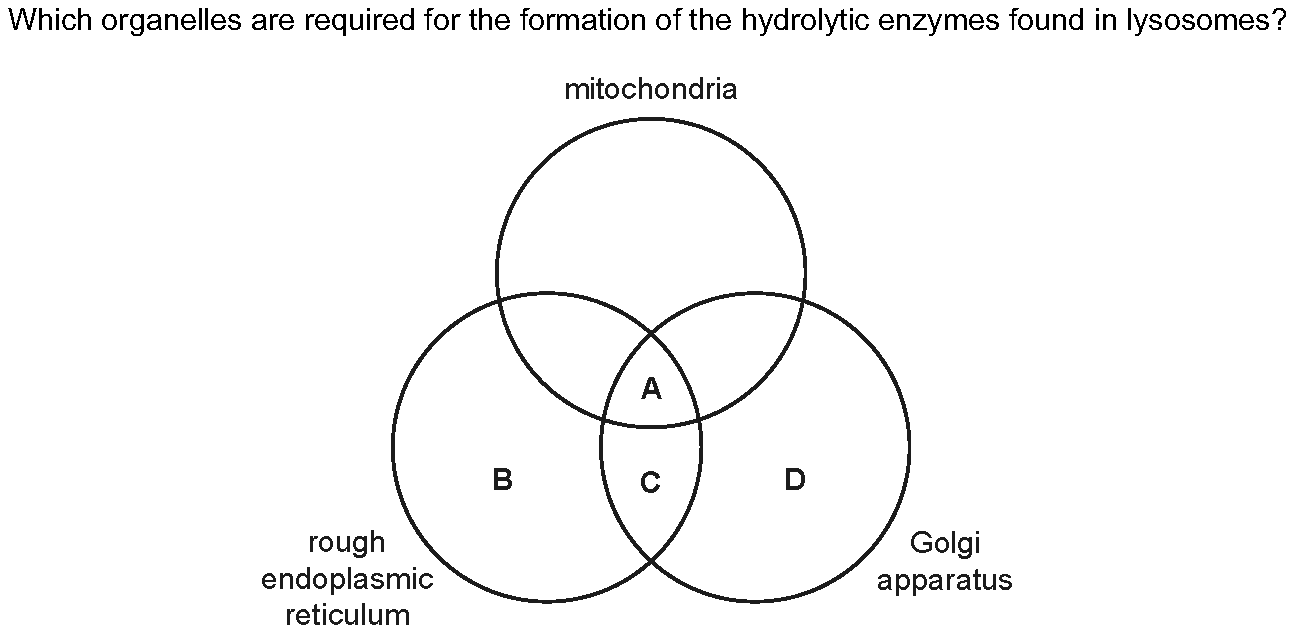 Which organelles are required for the formation of the hydrolytic enzymes found in lysosomes?
mitochondria
A
B
C
D
rough
endoplasmic
reticulum
Golgi
apparatus